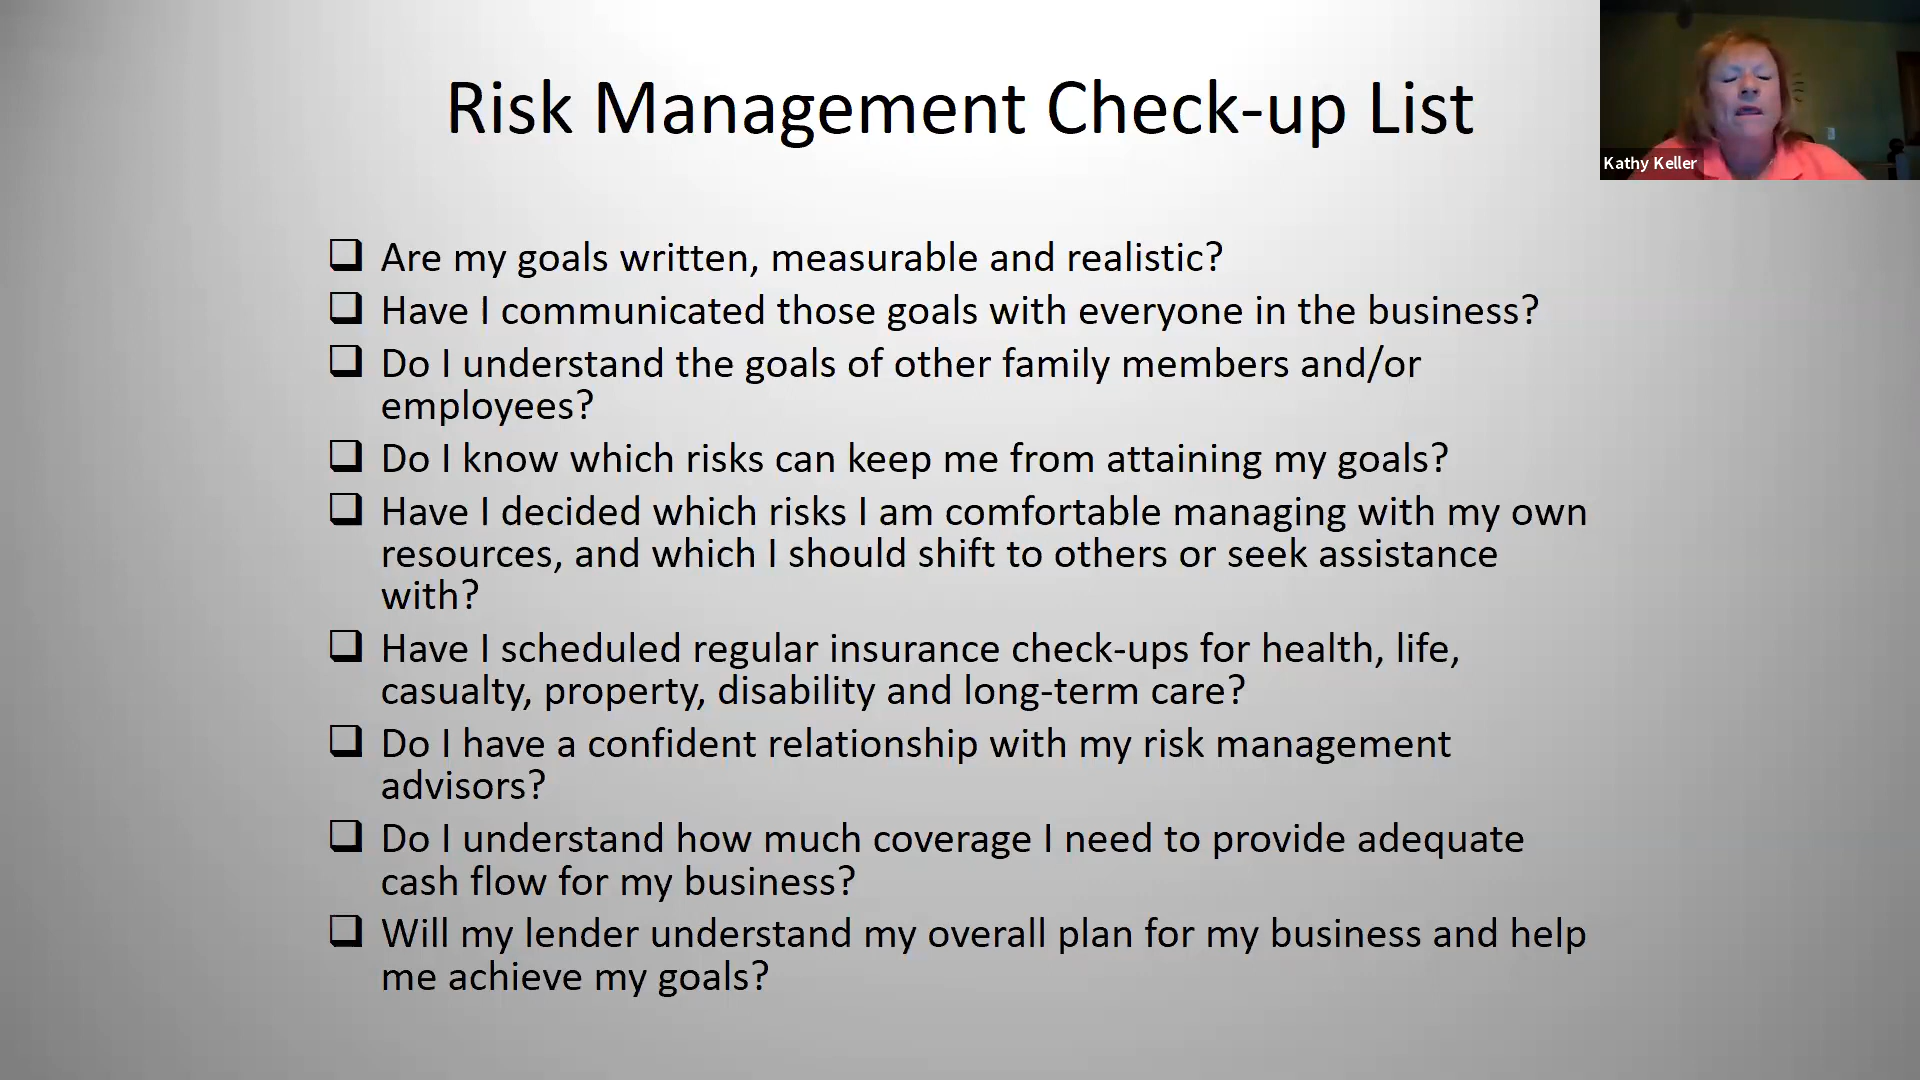 Risk Management Check-up List
Kathy Keller
❑ Are my goals written, measurable and realistic?
❑ Have I communicated those goals with everyone in the business?
❑ Do I understand the goals of other family members and/or
employees?
❑ Do I know which risks can keep me from attaining my goals?
❑ Have I decided which risks I am comfortable managing with my own
resources, and which I should shift to others or seek assistance
with?
❑ Have I scheduled regular insurance check-ups for health, life,
casualty, property, disability and long-term care?
❑ Do I have a confident relationship with my risk management
advisors?
❑ Do I understand how much coverage I need to provide adequate
cash flow for my business?
❑ Will my lender understand my overall plan for my business and help
me achieve my goals?